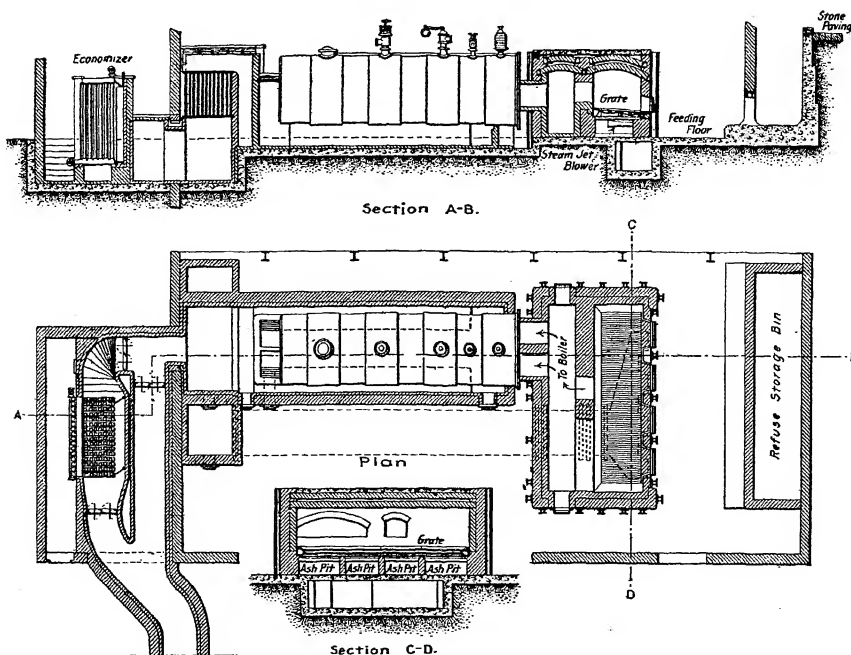 Stone
Paving
Economizer
Grate
Feeding
Floor
Steam Jet
Blower
Section A-B.
C
To Boiler
A
Refuse Storage Bin
Plan
Grate
Ash Pit
Ash Pit
Ash Pit
Ash Pit
D
Section C-D.